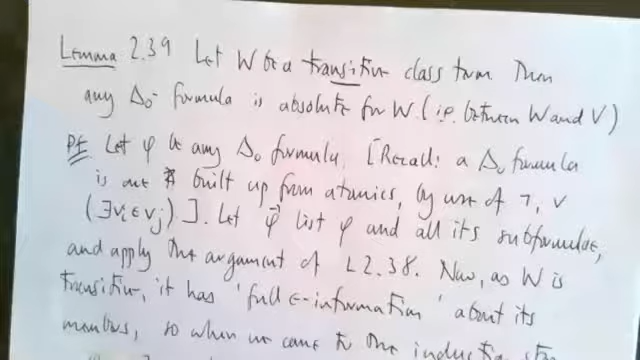 Lemma 2.39 Let W be a transitive class term Then
any Δ₀- formula is absolute for W. (i.e. between W and V)
Pf: Let φ be any Δ₀ formula. [Recall: a Δ₀ formula
is one built up from atomics, by use of ¬, ∨
(∃vᵢ∈vⱼ)]. Let φ⃗ list φ and all its subformulae,
and apply the argument of L2.38. Now, as W is
transitive, it has 'full ∈-information' about its
members, so when we come to the induction step